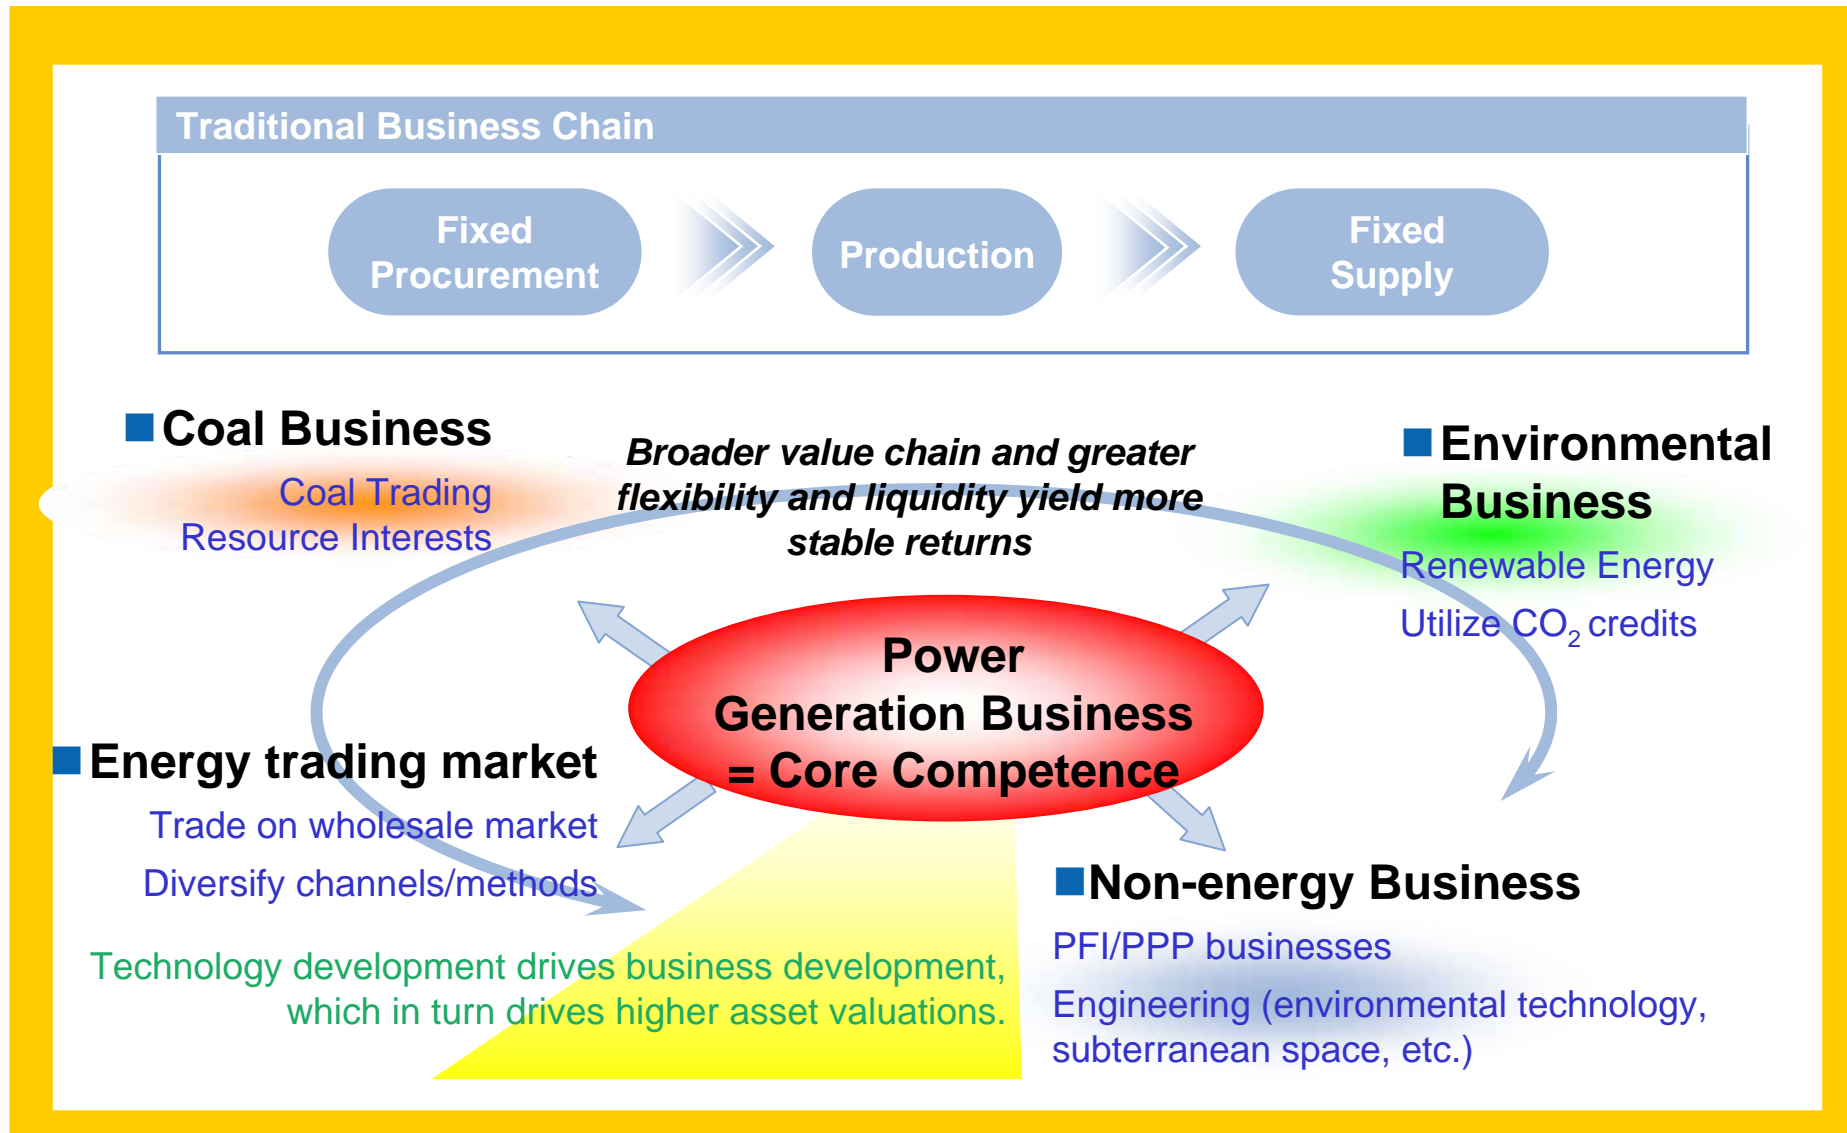 Traditional Business Chain
Fixed
Procurement
Production
Fixed
Supply
■ Coal Business
Coal Trading
Resource Interests
Broader value chain and greater
flexibility and liquidity yield more
stable returns
■ Environmental
Business
Renewable Energy
Utilize CO₂ credits
Power
Generation Business
= Core Competence
■ Energy trading market
Trade on wholesale market
Diversify channels/methods
Technology development drives business development,
which in turn drives higher asset valuations.
■ Non-energy Business
PFI/PPP businesses
Engineering (environmental technology,
subterranean space, etc.)